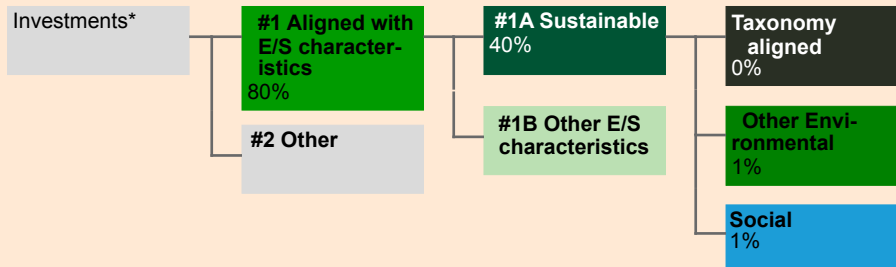 Investments*
#1 Aligned with
E/S character-
istics
80%
#2 Other
#1A Sustainable
40%
#1B Other E/S
characteristics
Taxonomy
aligned
0%
Other Envi-
ronmental
1%
Social
1%